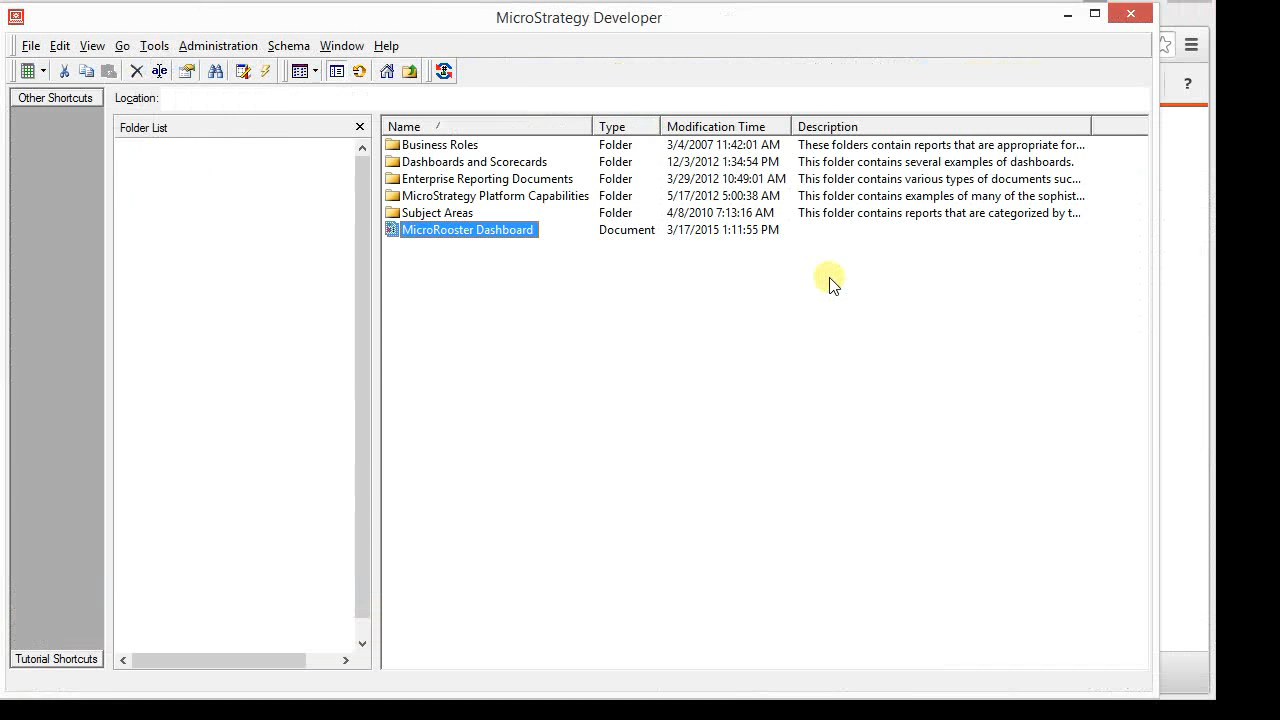 MicroStrategy Developer
File Edit View Go Tools Administration Schema Window Help
Other Shortcuts
Location:
Folder List
Name / Type Modification Time Description
Business Roles Folder 3/4/2007 11:42:01 AM These folders contain reports that are appropriate for...
Dashboards and Scorecards Folder 12/3/2012 1:34:54 PM This folder contains several examples of dashboards.
Enterprise Reporting Documents Folder 3/29/2012 10:49:01 AM This folder contains various types of documents suc...
MicroStrategy Platform Capabilities Folder 5/17/2012 5:00:38 AM This folder contains examples of many of the sophist...
Subject Areas Folder 4/8/2010 7:13:16 AM This folder contains reports that are categorized by t...
MicroRooster Dashboard Document 3/17/2015 1:11:55 PM
Tutorial Shortcuts
?